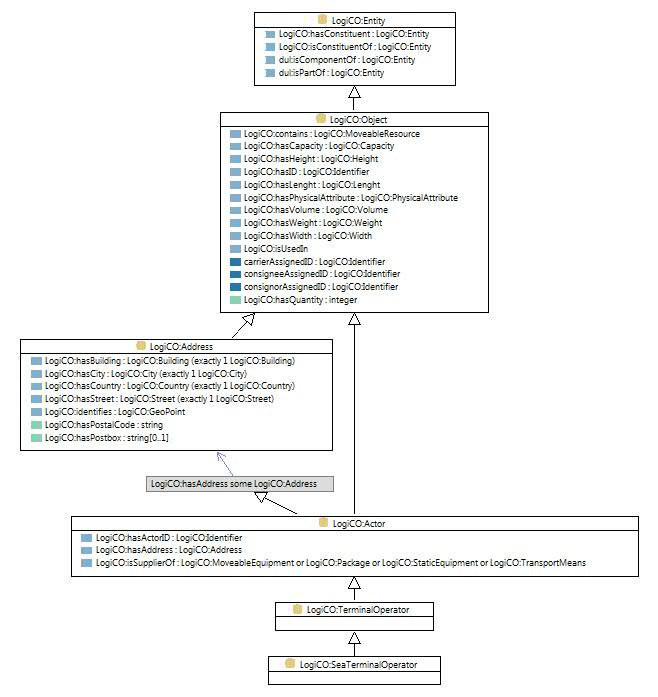 LogiCO:Entity
LogiCO:hasConstituent : LogiCO:Entity
LogiCO:isConstituentOf : LogiCO:Entity
dul:isComponentOf : LogiCO:Entity
dul:isPartOf : LogiCO:Entity
LogiCO:Object
LogiCO:contains : LogiCO:MoveableResource
LogiCO:hasCapacity : LogiCO:Capacity
LogiCO:hasHeight : LogiCO:Height
LogiCO:hasID : LogiCO:Identifier
LogiCO:hasLenght : LogiCO:Lenght
LogiCO:hasPhysicalAttribute : LogiCO:PhysicalAttribute
LogiCO:hasVolume : LogiCO:Volume
LogiCO:hasWeight : LogiCO:Weight
LogiCO:hasWidth : LogiCO:Width
LogiCO:isUsedIn
carrierAssignedID : LogiCO:Identifier
consigneeAssignedID : LogiCO:Identifier
consignorAssignedID : LogiCO:Identifier
LogiCO:hasQuantity : integer
LogiCO:Address
LogiCO:hasBuilding : LogiCO:Building (exactly 1 LogiCO:Building)
LogiCO:hasCity : LogiCO:City (exactly 1 LogiCO:City)
LogiCO:hasCountry : LogiCO:Country (exactly 1 LogiCO:Country)
LogiCO:hasStreet : LogiCO:Street (exactly 1 LogiCO:Street)
LogiCO:identifies : LogiCO:GeoPoint
LogiCO:hasPostalCode : string
LogiCO:hasPostbox : string[0..1]
LogiCO:hasAddress some LogiCO:Address
LogiCO:Actor
LogiCO:hasActorID : LogiCO:Identifier
LogiCO:hasAddress : LogiCO:Address
LogiCO:isSupplierOf : LogiCO:MoveableEquipment or LogiCO:Package or LogiCO:StaticEquipment or LogiCO:TransportMeans
LogiCO:TerminalOperator
LogiCO:SeaTerminalOperator